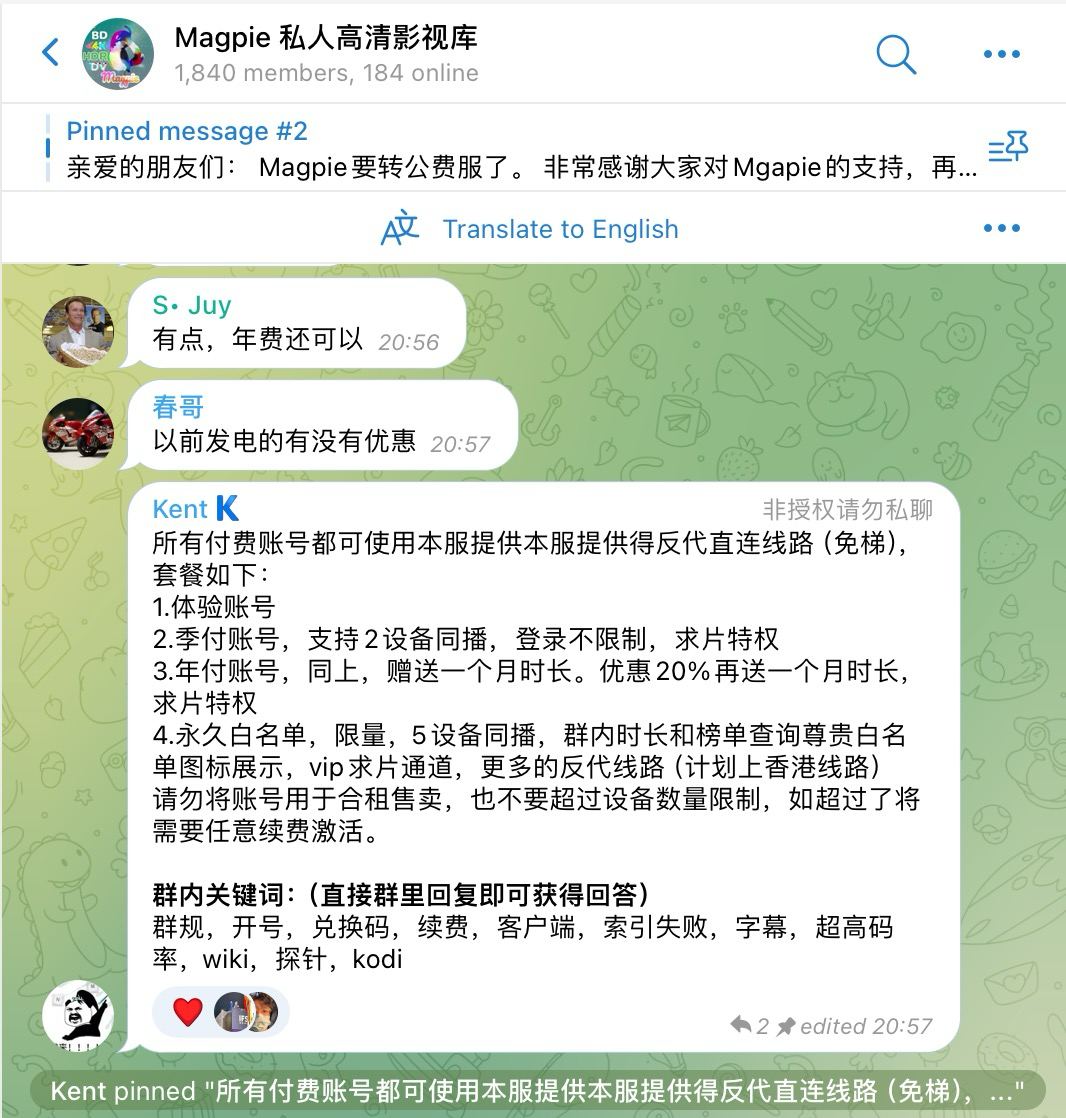 Magpie 私人高清影视库
1,840 members, 184 online
BD
4K
HDR
DV
Magpie
Pinned message #2
亲爱的朋友们： Magpie要转公费服了。 非常感谢大家对Mgapie的支持，再...
Translate to English
S• Juy
有点，年费还可以 20:56
春哥
以前发电的有没有优惠 20:57
Kent K 非授权请勿私聊
所有付费账号都可使用本服提供本服提供得反代直连线路（免梯），
套餐如下：
1.体验账号
2.季付账号，支持2设备同播，登录不限制，求片特权
3.年付账号，同上，赠送一个月时长。优惠20%再送一个月时长，
求片特权
4.永久白名单，限量，5设备同播，群内时长和榜单查询尊贵白名
单图标展示，vip求片通道，更多的反代线路（计划上香港线路）
请勿将账号用于合租售卖，也不要超过设备数量限制，如超过了将
需要任意续费激活。
群内关键词：（直接群里回复即可获得回答）
群规，开号，兑换码，续费，客户端，索引失败，字幕，超高码
率，wiki，探针，kodi
2 edited 20:57
Kent pinned "所有付费账号都可使用本服提供本服提供得反代直连线路（免梯），..."